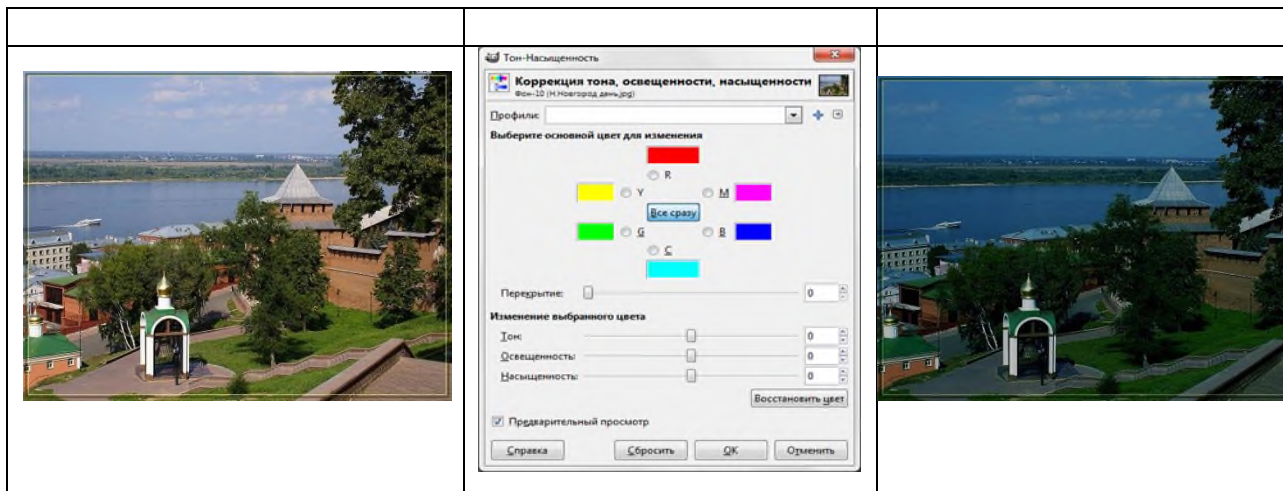 Тон-Насыщенность
Коррекция тона, освещенности, насыщенности
Фон-10 (Н.Новгород день.jpg)
Профили:
Выберите основной цвет для изменения
R
Y M
Все сразу
G B
C
Перекрытие: 0
Изменение выбранного цвета
Тон: 0
Освещенность: 0
Насыщенность: 0
Восстановить цвет
Предварительный просмотр
Справка Сбросить OK Отменить